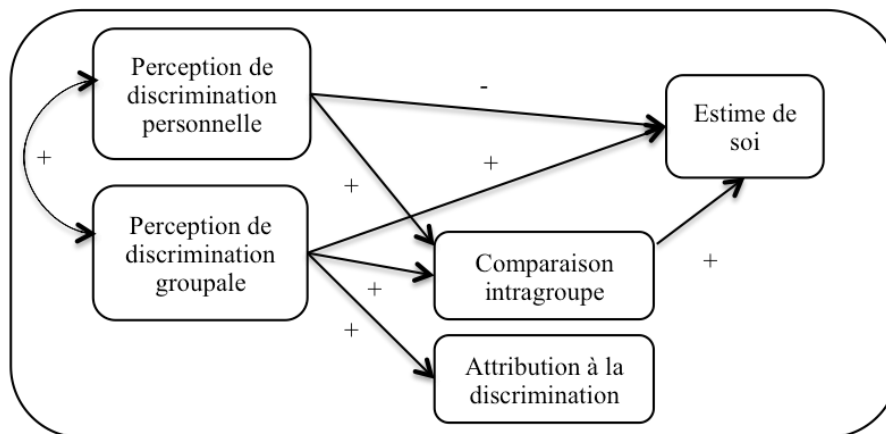 Perception de
discrimination
personnelle
-
Estime de
soi
+
+
+
Perception de
discrimination
groupale
Comparaison
intragroupe
+
+
+
Attribution à la
discrimination